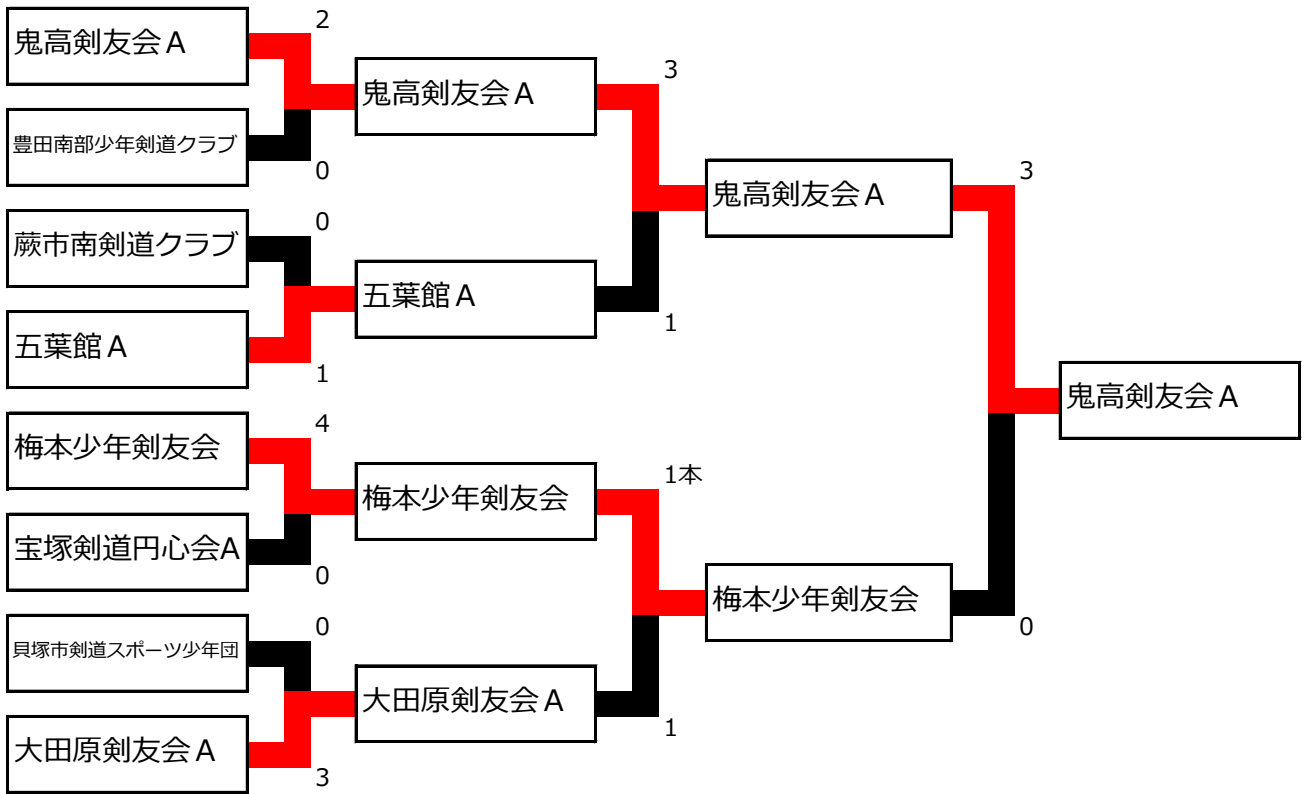 鬼高剣友会Ａ
2
豊田南部少年剣道クラブ
0
蕨市南剣道クラブ
0
五葉館Ａ
1
梅本少年剣友会
4
宝塚剣道円心会A
0
貝塚市剣道スポーツ少年団
0
大田原剣友会Ａ
3
鬼高剣友会Ａ
3
五葉館Ａ
1
梅本少年剣友会
1本
大田原剣友会Ａ
1
鬼高剣友会Ａ
3
梅本少年剣友会
0
鬼高剣友会Ａ